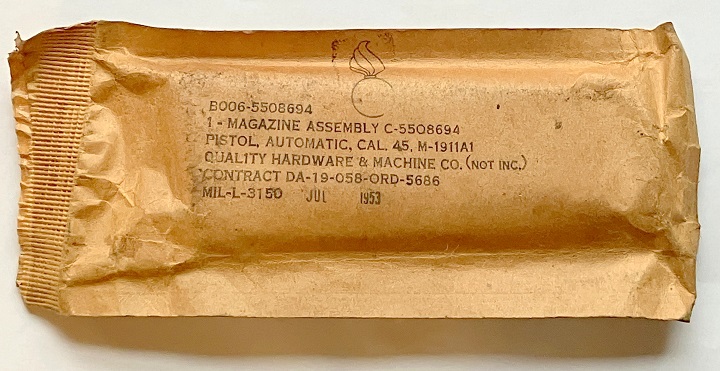 B006-5508694
1 - MAGAZINE ASSEMBLY C-5508694
PISTOL, AUTOMATIC, CAL. 45, M-1911A1
QUALITY HARDWARE & MACHINE CO. (NOT INC.)
CONTRACT DA-19-058-ORD-5686
MIL-L-3150 JUL 1953